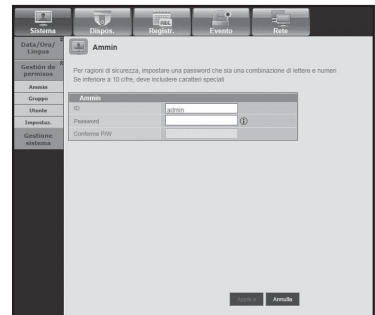 Sistema
Dispos.
REC
Registr.
Evento
Rete
Data/Ora/
Lingua
Gestión de
permisos
Ammin
Gruppo
Utente
Impostaz.
Gestione
sistema
Ammin
Per ragioni di sicurezza, impostare una password che sia una combinazione di lettere e numeri
Se inferiore a 10 cifre, deve includere caratteri speciali
Ammin
ID
admin
Password
Conferma P/W
Applica
Annulla